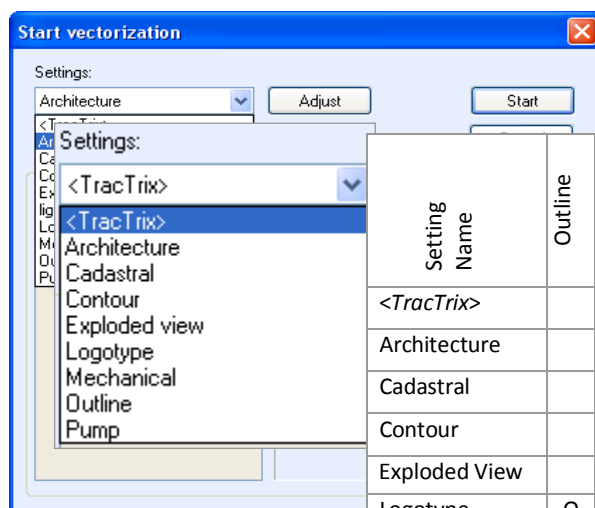 Start vectorization
Settings:
Architecture
Adjust
Start
Settings:
<TracTrix>
<TracTrix>
Architecture
Cadastral
Contour
Exploded view
Logotype
Mechanical
Outline
Pump
Setting Name
Outline
<TracTrix>
Architecture
Cadastral
Contour
Exploded View
Logotype